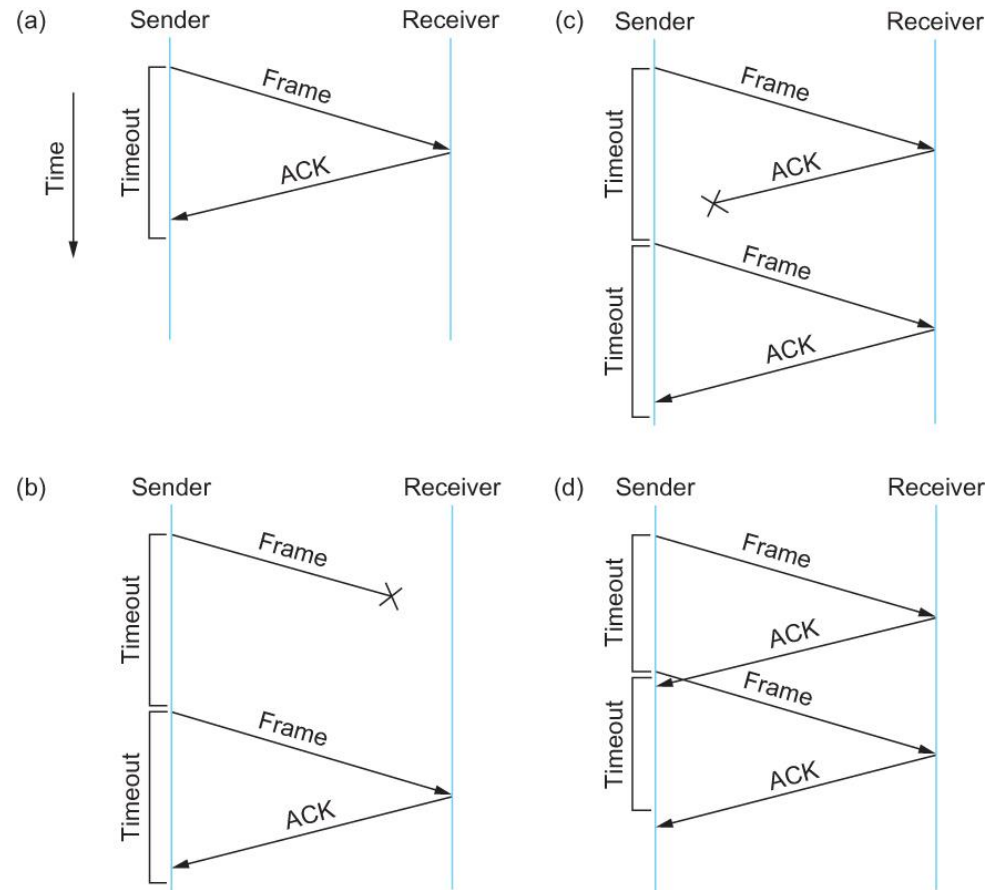 (a)
Sender
Receiver
Time
Timeout
Frame
ACK
(c)
Sender
Receiver
Timeout
Frame
ACK
Timeout
Frame
ACK
(b)
Sender
Receiver
Timeout
Frame
Timeout
Frame
ACK
(d)
Sender
Receiver
Timeout
Frame
ACK
Timeout
Frame
ACK